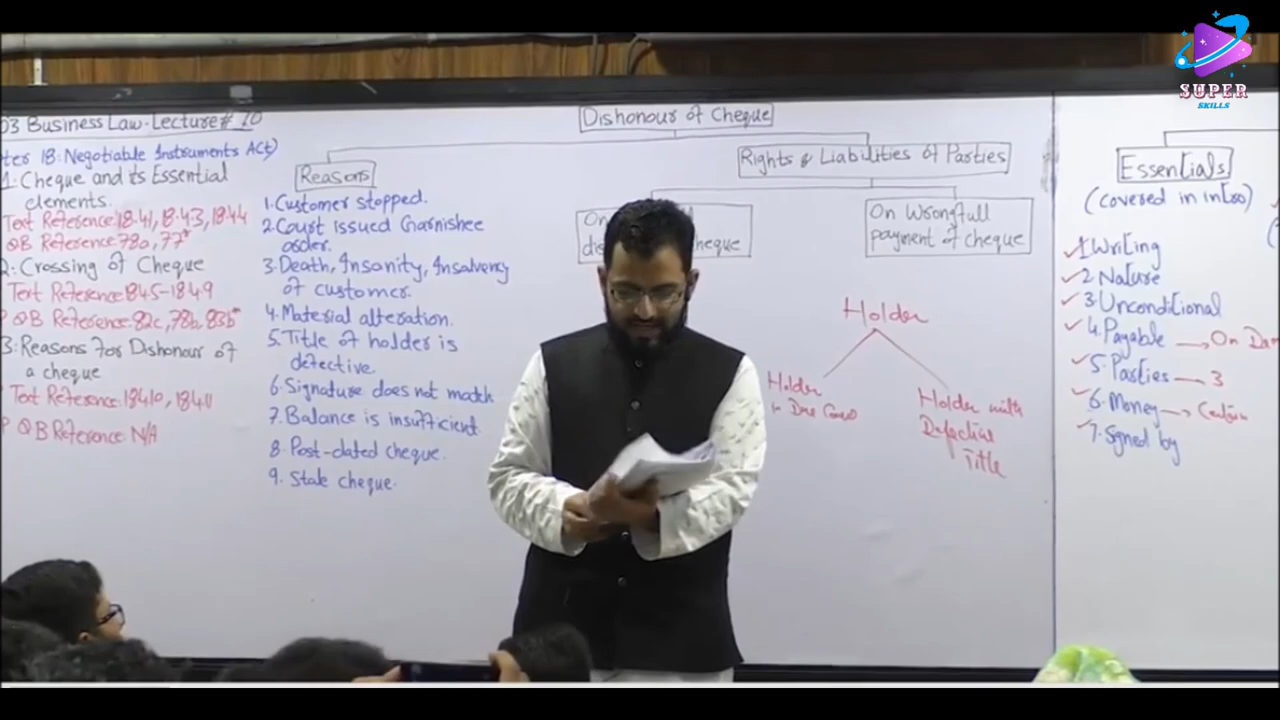 03 Business Law-Lecture # 10
ter 18: Negotiable Instruments Act)
1: Cheque and its Essential
elements.
Text Reference: 18.41, 18.43, 18.44
QB Reference 78a, 77*
2. Crossing of Cheque
Text Reference 18.45-18.49
QB Reference: 82c, 78b, 83b*
3: Reasons for Dishonour of
a cheque
Text Reference:
QB Reference: N/A
Dishonour of Cheque
Reasons
1. Customer stopped.
2. Court issued Garnishee
order.
3. Death, Insanity, Insolvency
of customer.
4. Material alteration.
5. Title of holder is
defective.
6. Signature does not match
7. Balance is insufficient.
8. Post-dated cheque.
9. Stale cheque.
Rights & Liabilities of Parties
On
dis cheque
On Wrongfull
payment of cheque
Holder
Holder
in Due
Holder with
Defective
Title
Essentials
(covered in intro)
1. Writing
2. Nature
3. Unconditional
4. Payable → On Dem
5. Parties → 3
6. Money → Certain
7. Signed by
SUPER
SKILLS